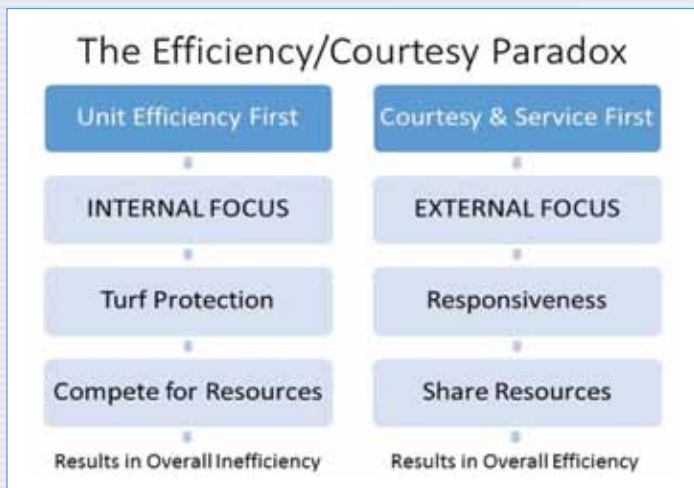 The Efficiency/Courtesy Paradox
Unit Efficiency First
INTERNAL FOCUS
Turf Protection
Compete for Resources
Results in Overall Inefficiency
Courtesy & Service First
EXTERNAL FOCUS
Responsiveness
Share Resources
Results in Overall Efficiency